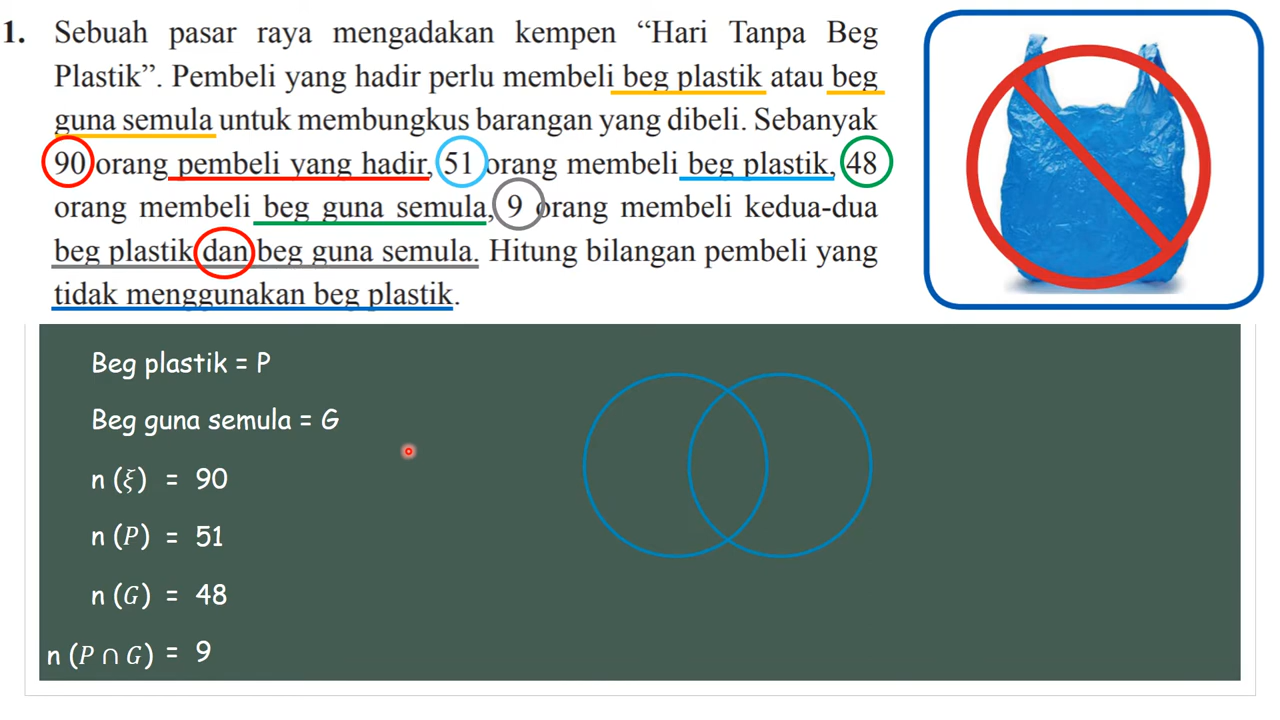 1. Sebuah pasar raya mengadakan kempen “Hari Tanpa Beg
Plastik”. Pembeli yang hadir perlu membeli beg plastik atau beg
guna semula untuk membungkus barangan yang dibeli. Sebanyak
90 orang pembeli yang hadir, 51 orang membeli beg plastik, 48
orang membeli beg guna semula, 9 orang membeli kedua-dua
beg plastik dan beg guna semula. Hitung bilangan pembeli yang
tidak menggunakan beg plastik.
Beg plastik = P
Beg guna semula = G
n (ξ) = 90
n (P) = 51
n (G) = 48
n (P ∩ G) = 9